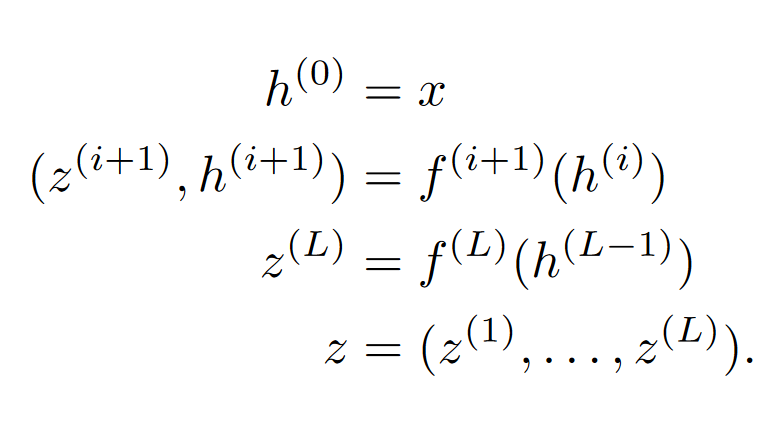 h^{(0)} = x
(z^{(i+1)}, h^{(i+1)}) = f^{(i+1)}(h^{(i)})
z^{(L)} = f^{(L)}(h^{(L-1)})
z = (z^{(1)}, \ldots, z^{(L)}).